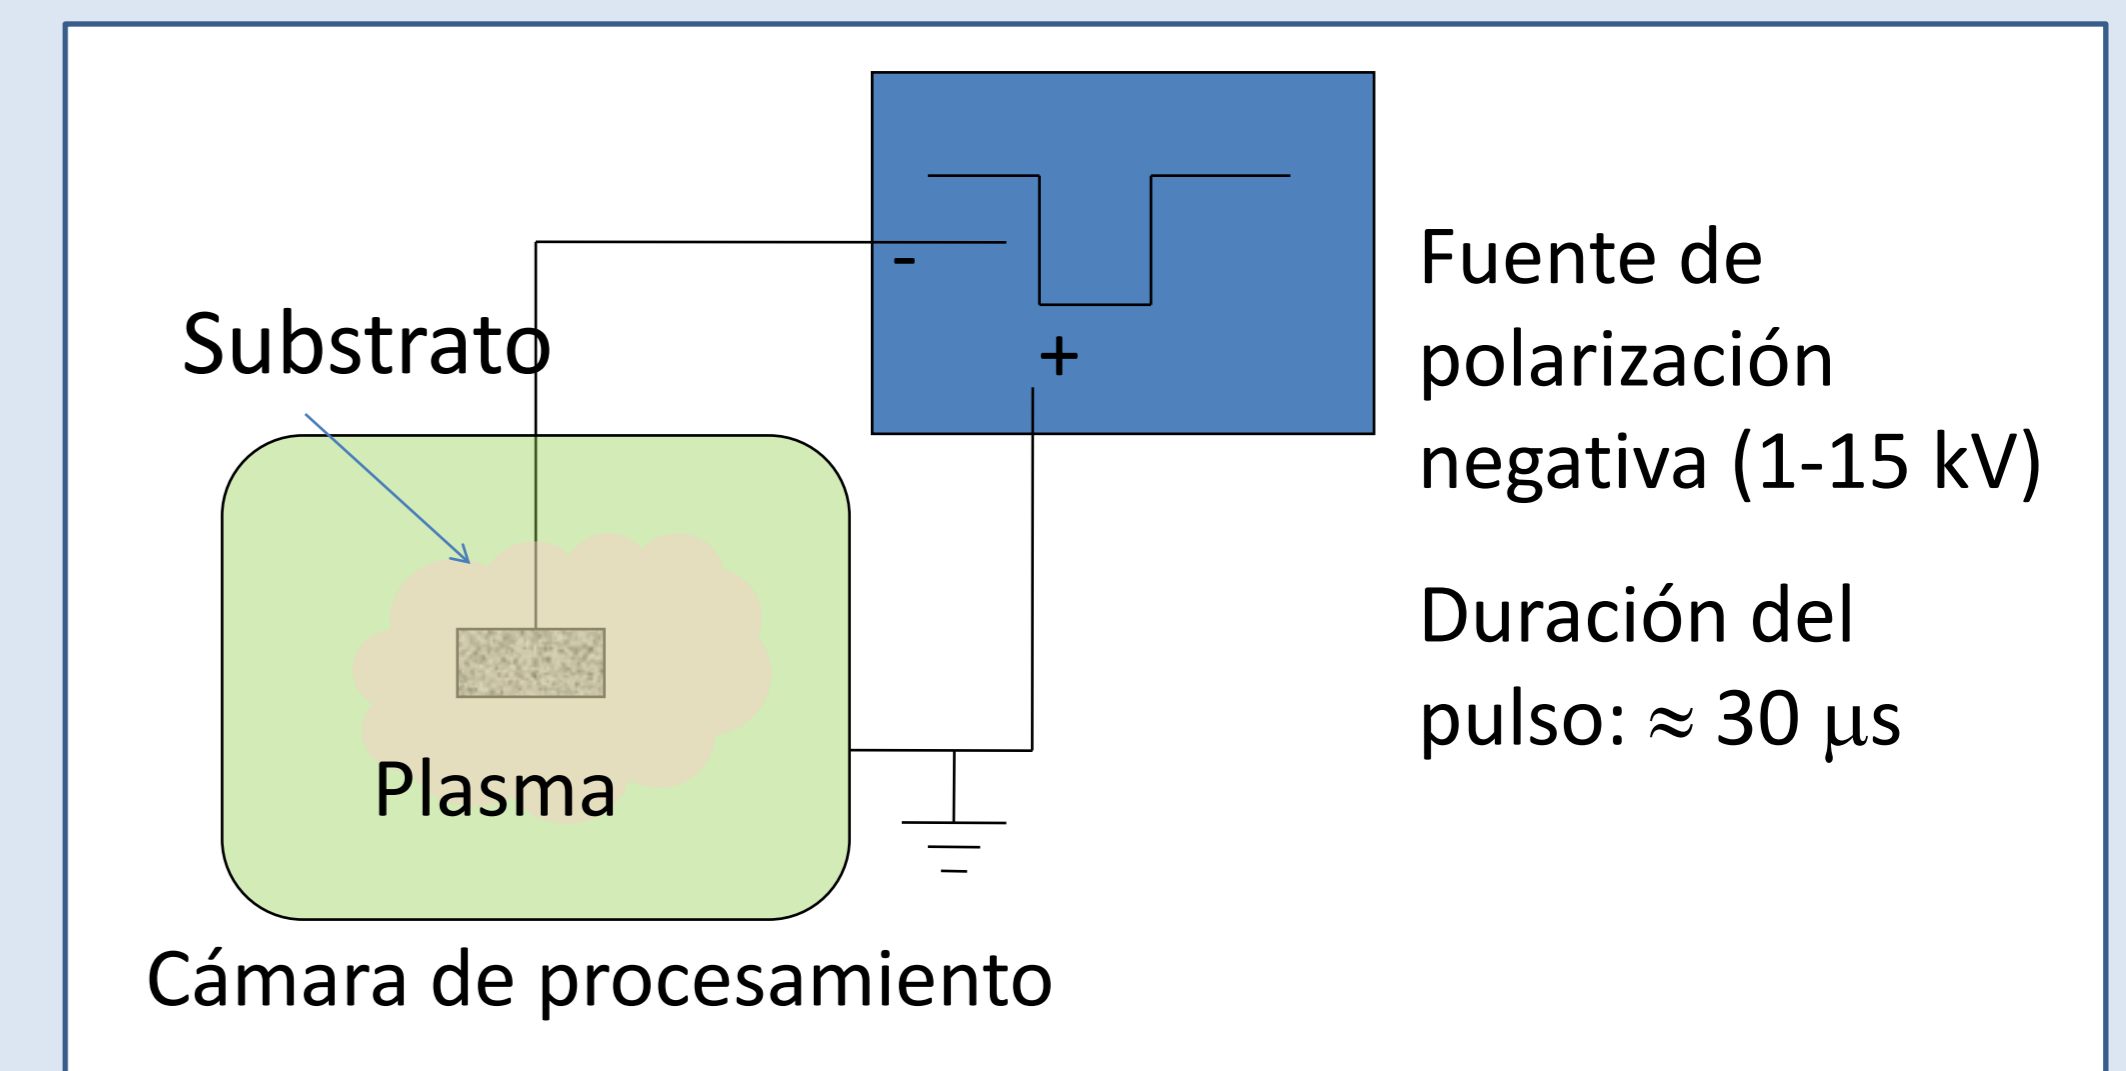 -
+
Substrato
Plasma
Cámara de procesamiento
Fuente de
polarización
negativa (1-15 kV)
Duración del
pulso: ≈ 30 μs